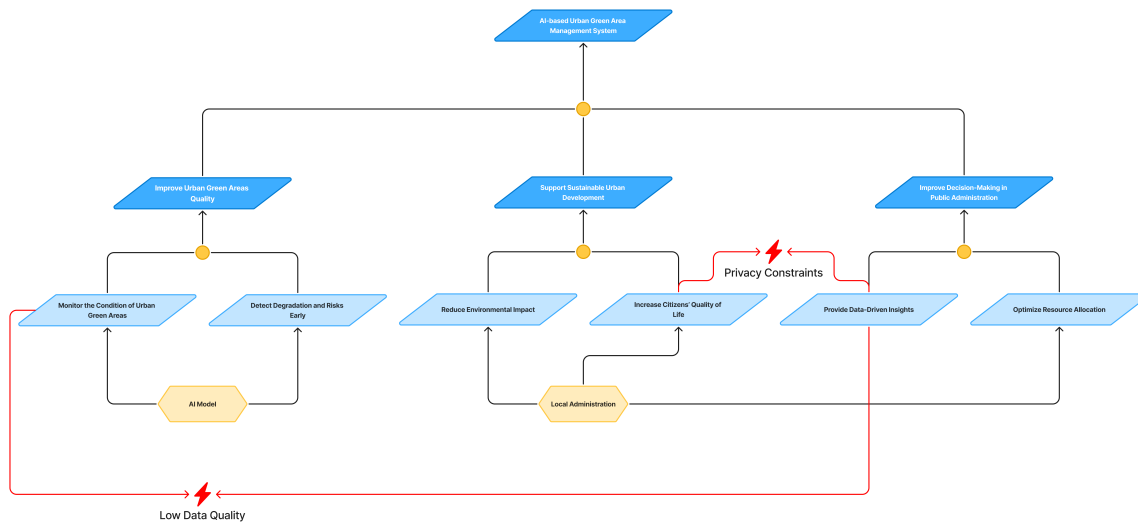 AI-based Urban Green Area
Management System
Improve Urban Green Areas
Quality
Support Sustainable Urban
Development
Improve Decision-Making in
Public Administration
Privacy Constraints
Monitor the Condition of Urban
Green Areas
Detect Degradation and Risks
Early
Reduce Environmental Impact
Increase Citizens' Quality of
Life
Provide Data-Driven Insights
Optimize Resource Allocation
AI Model
Local Administration
Low Data Quality